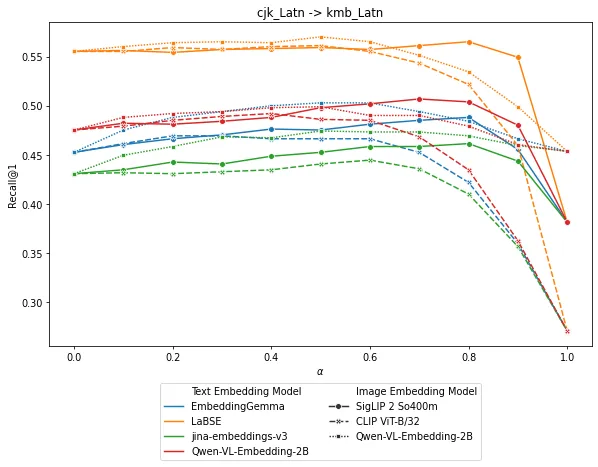 cjk_Latn -> kmb_Latn
Recall@1
0.55
0.50
0.45
0.40
0.35
0.30
0.0
0.2
0.4
0.6
0.8
1.0
α
Text Embedding Model
EmbeddingGemma
LaBSE
jina-embeddings-v3
Qwen-VL-Embedding-2B
Image Embedding Model
SigLIP 2 So400m
CLIP ViT-B/32
Qwen-VL-Embedding-2B